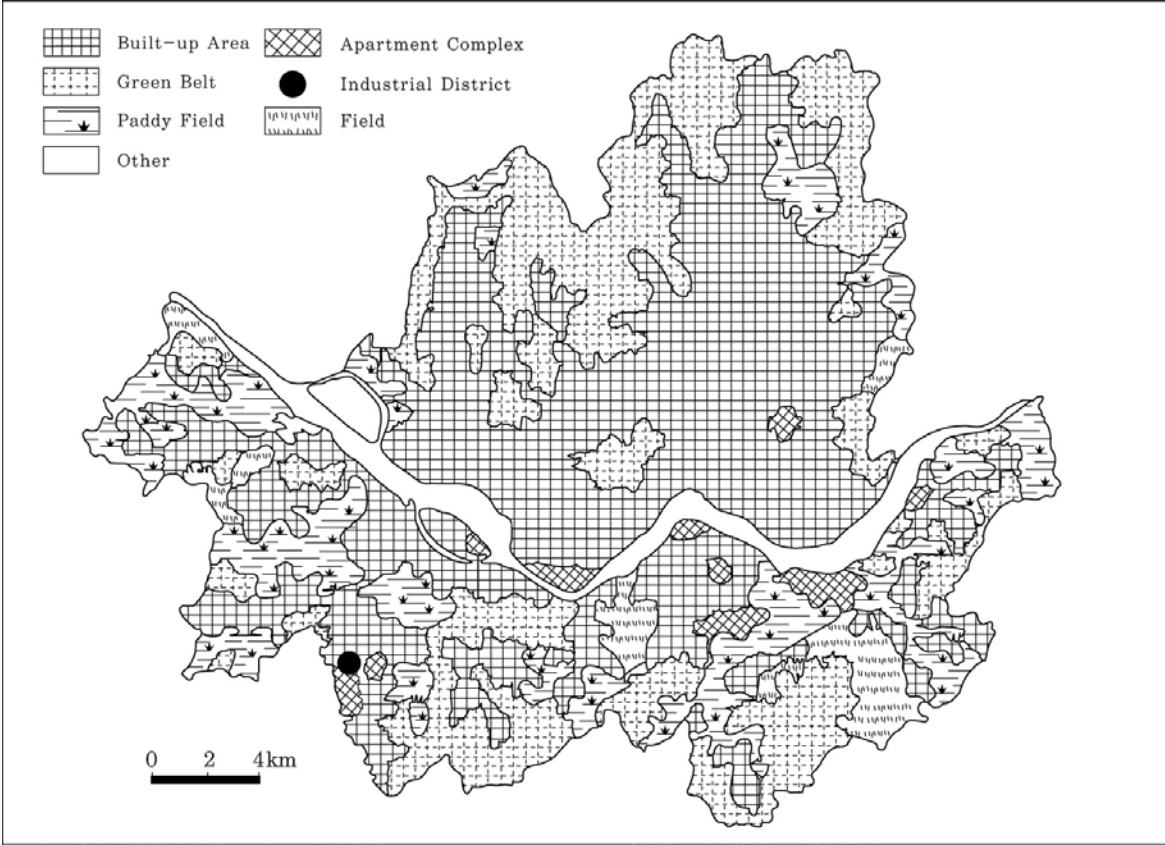 Built-up Area
Apartment Complex
Green Belt
Industrial District
Paddy Field
Field
Other
0 2 4km